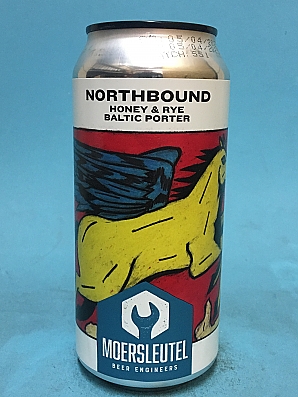 NORTHBOUND
HONEY & RYE
BALTIC PORTER
MOERSLEUTEL
BEER ENGINEERS